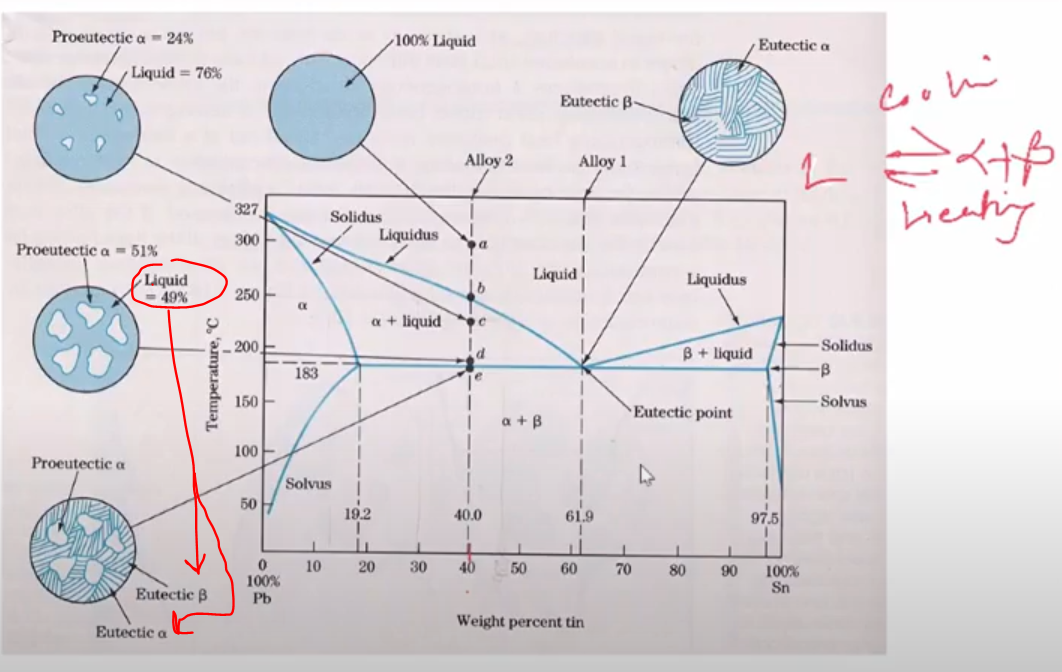 Proeutectic α = 24%
Liquid = 76%
100% Liquid
Eutectic α
Eutectic β
Alloy 2
Alloy 1
L
α+β
heating
327
300
250
200
183
150
100
50
Temperature, °C
Solidus
Liquidus
a
b
c
d
e
α
α + liquid
Liquid
Liquidus
β + liquid
Solidus
β
Solvus
Eutectic point
α + β
Solvus
19.2
40.0
61.9
97.5
0
10
20
30
40
50
60
70
80
90
100%
100%
Pb
Sn
Weight percent tin
Proeutectic α = 51%
Liquid
= 49%
Proeutectic α
Eutectic β
Eutectic α